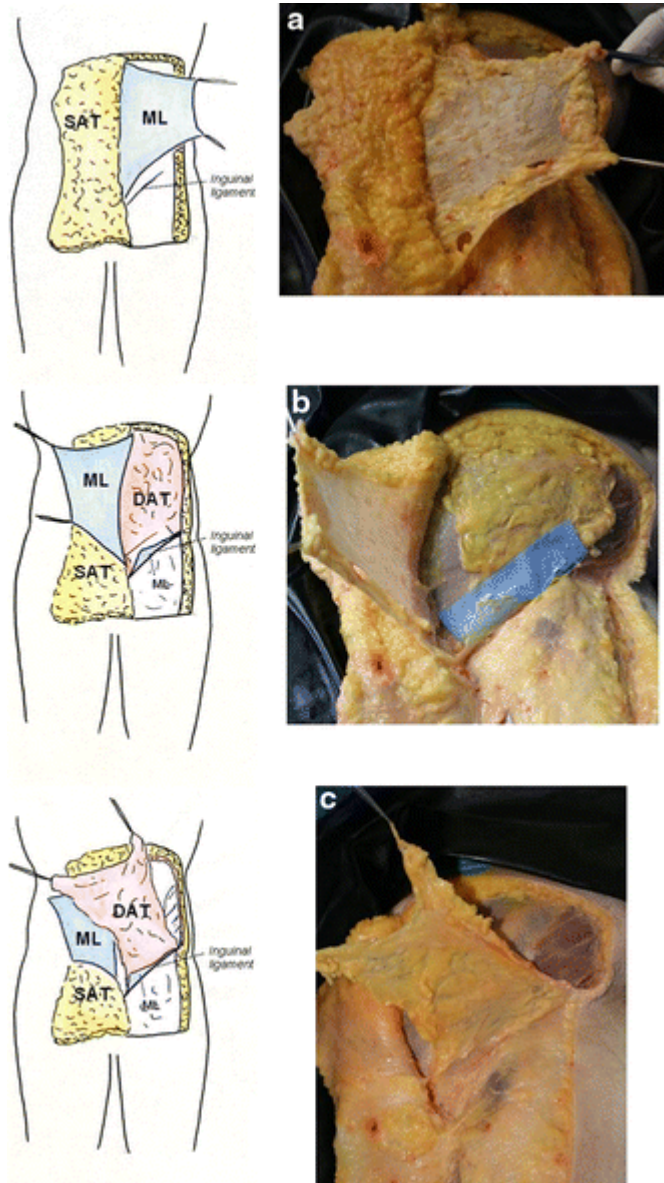 a
SAT
ML
Inguinal
ligament
b
ML
DAT
SAT
Inguinal
ligament
ML
c
DAT
ML
SAT
Inguinal
ligament
ML